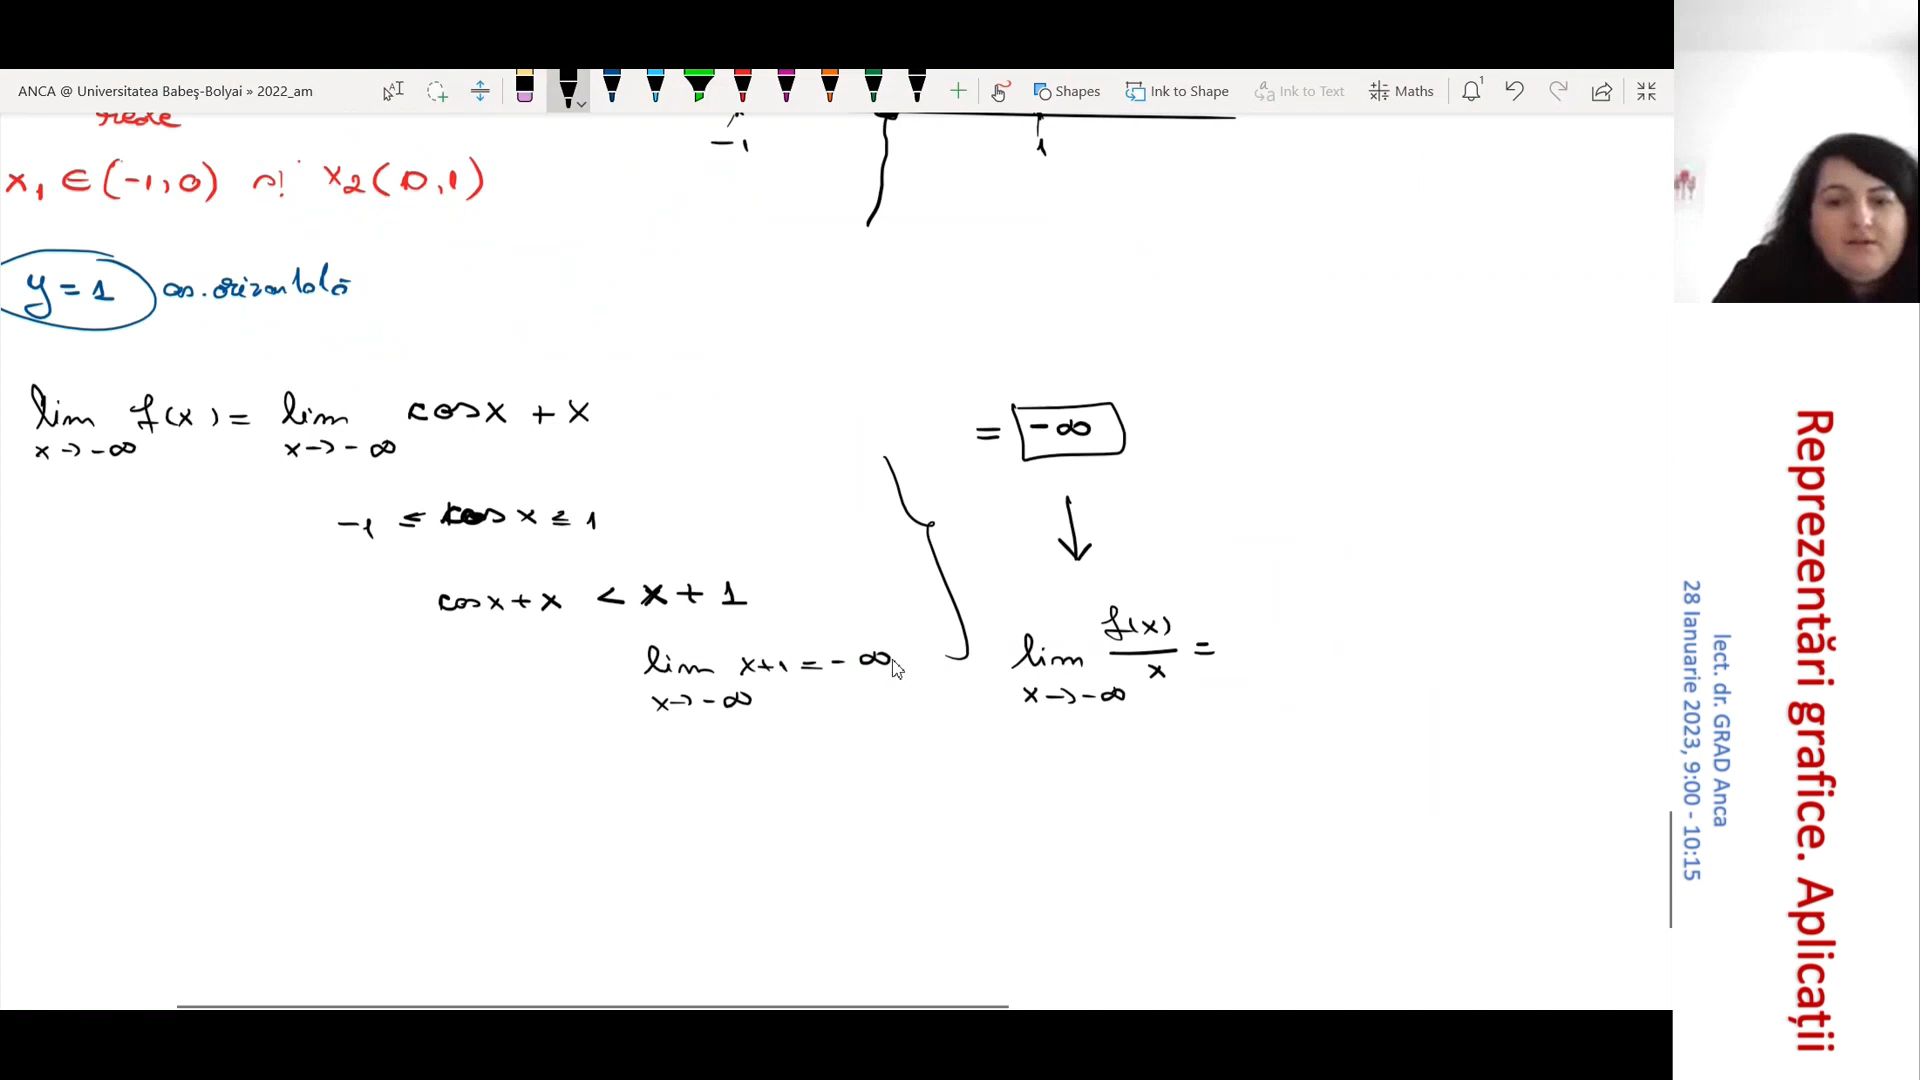 ANCA @ Universitatea Babeş-Bolyai » 2022_am
Shapes
Ink to Shape
Ink to Text
Maths
1
x₁ ∈ (-1,0) și x₂ (0,1)
-1
1
y = 1 as. orizontală
lim f(x) = lim cos x + x = -∞
x → -∞ x → -∞
-1 ≤ cos x ≤ 1
cos x + x < x + 1
lim x+1 = -∞
x → -∞
lim f(x)/x =
x → -∞
Reprezentări grafice. Aplicații
lect. dr. GRAD Anca
28 Ianuarie 2023, 9:00 - 10:15